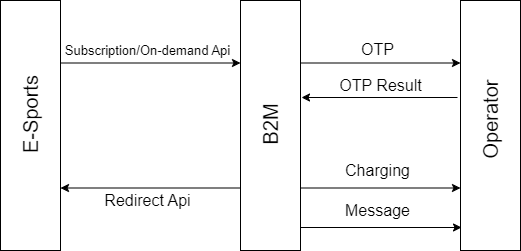 E-Sports
Subscription/On-demand Api
B2M
OTP
Operator
OTP Result
Charging
Redirect Api
Message